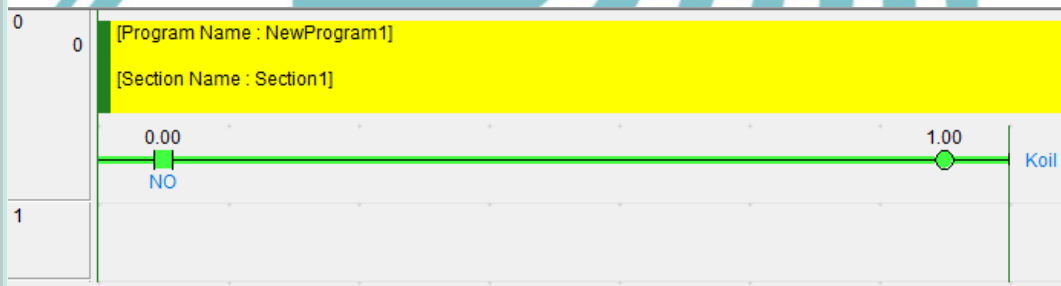 0
0
[Program Name : NewProgram1]
[Section Name : Section1]
0.00
1.00
NO
Koil
1